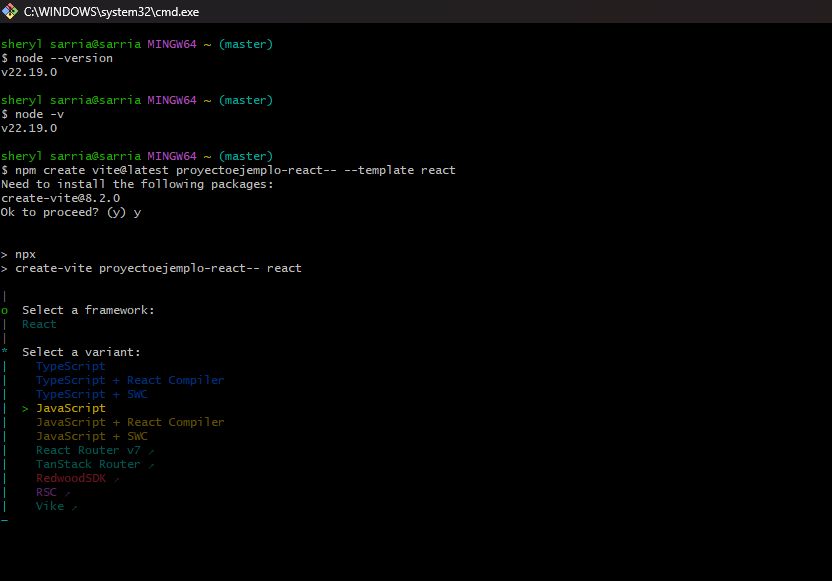 C:\WINDOWS\system32\cmd.exe
sheryl sarria@sarria MINGW64 ~ (master)
$ node --version
v22.19.0
sheryl sarria@sarria MINGW64 ~ (master)
$ node -v
v22.19.0
sheryl sarria@sarria MINGW64 ~ (master)
$ npm create vite@latest proyectoejemplo-react-- --template react
Need to install the following packages:
create-vite@8.2.0
Ok to proceed? (y) y
> npx
> create-vite proyectoejemplo-react-- react
|
o  Select a framework:
|  React
|
*  Select a variant:
|    TypeScript
|    TypeScript + React Compiler
|    TypeScript + SWC
|  > JavaScript
|    JavaScript + React Compiler
|    JavaScript + SWC
|    React Router v7 ↗
|    TanStack Router ↗
|    RedwoodSDK ↗
|    RSC ↗
|    Vike ↗
—